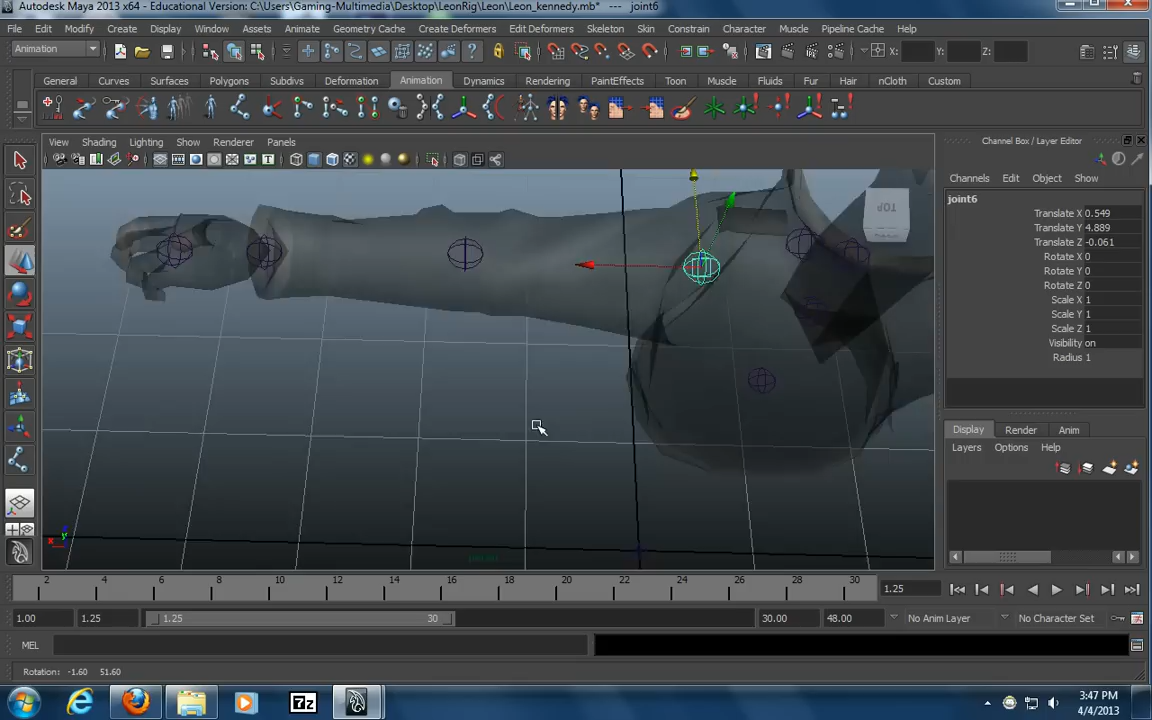 Autodesk Maya 2013 x64 - Educational Version: C:\Users\Gaming-Multimedia\Desktop\LeonRig\Leon\Leon_kennedy.mb* --- joint6
File Edit Modify Create Display Window Assets Animate Geometry Cache Create Deformers Edit Deformers Skeleton Skin Constrain Character Muscle Pipeline Cache Help
Animation X: Y: Z:
General Curves Surfaces Polygons Subdivs Deformation Animation Dynamics Rendering PaintEffects Toon Muscle Fluids Fur Hair nCloth Custom
View Shading Lighting Show Renderer Panels
Channel Box / Layer Editor
Channels Edit Object Show
joint6
Translate X 0.549
Translate Y 4.889
Translate Z -0.061
Rotate X 0
Rotate Y 0
Rotate Z 0
Scale X 1
Scale Y 1
Scale Z 1
Visibility on
Radius 1
TOP
Display Render Anim
Layers Options Help
2 4 6 8 10 12 14 16 18 20 22 24 26 28 30 1.25
1.00 1.25 1.25 30 30.00 48.00 No Anim Layer No Character Set
MEL
Rotation: -1.60 51.60
3:47 PM
4/4/2013